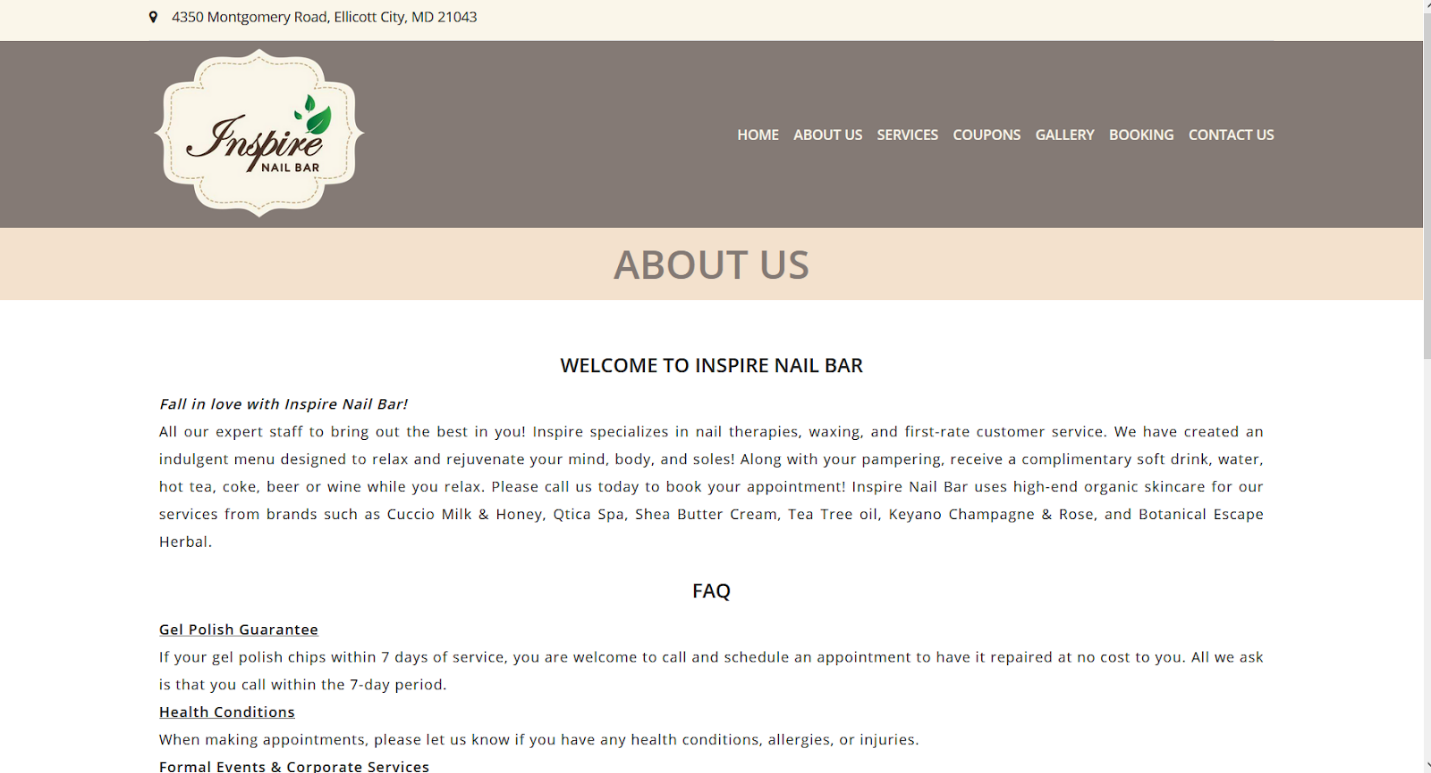 4350 Montgomery Road, Ellicott City, MD 21043
Inspire
NAIL BAR
HOME ABOUT US SERVICES COUPONS GALLERY BOOKING CONTACT US
ABOUT US
WELCOME TO INSPIRE NAIL BAR
Fall in love with Inspire Nail Bar!
All our expert staff to bring out the best in you! Inspire specializes in nail therapies, waxing, and first-rate customer service. We have created an
indulgent menu designed to relax and rejuvenate your mind, body, and soles! Along with your pampering, receive a complimentary soft drink, water,
hot tea, coke, beer or wine while you relax. Please call us today to book your appointment! Inspire Nail Bar uses high-end organic skincare for our
services from brands such as Cuccio Milk & Honey, Qtica Spa, Shea Butter Cream, Tea Tree oil, Keyano Champagne & Rose, and Botanical Escape
Herbal.
FAQ
Gel Polish Guarantee
If your gel polish chips within 7 days of service, you are welcome to call and schedule an appointment to have it repaired at no cost to you. All we ask
is that you call within the 7-day period.
Health Conditions
When making appointments, please let us know if you have any health conditions, allergies, or injuries.
Formal Events & Corporate Services